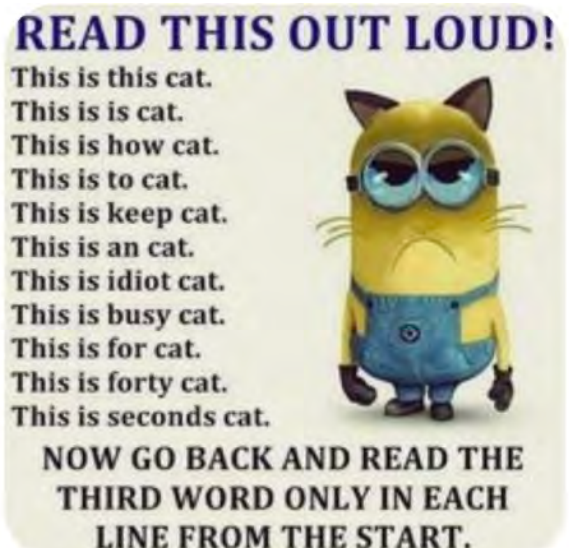 READ THIS OUT LOUD!
This is this cat.
This is is cat.
This is how cat.
This is to cat.
This is keep cat.
This is an cat.
This is idiot cat.
This is busy cat.
This is for cat.
This is forty cat.
This is seconds cat.
NOW GO BACK AND READ THE
THIRD WORD ONLY IN EACH
LINE FROM THE START.